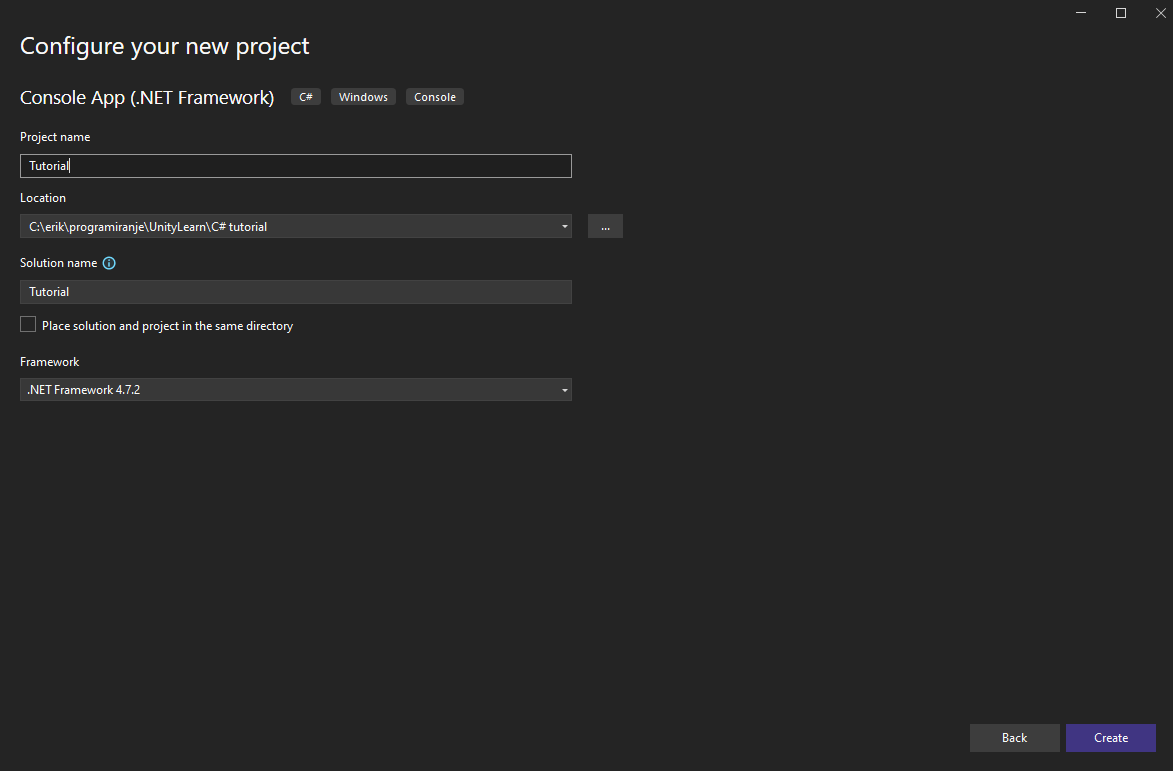 Configure your new project
Console App (.NET Framework) C# Windows Console
Project name
Tutorial
Location
C:\erik\programiranje\UnityLearn\C# tutorial ...
Solution name
Tutorial
Place solution and project in the same directory
Framework
.NET Framework 4.7.2
Back Create